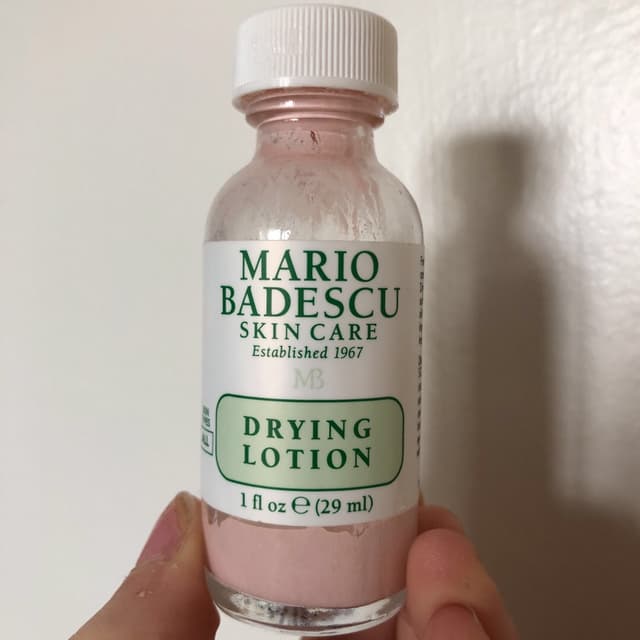 MARIO
BADESCU
SKIN CARE
Established 1967
MB
DRYING
LOTION
1 fl oz ℮ (29 ml)